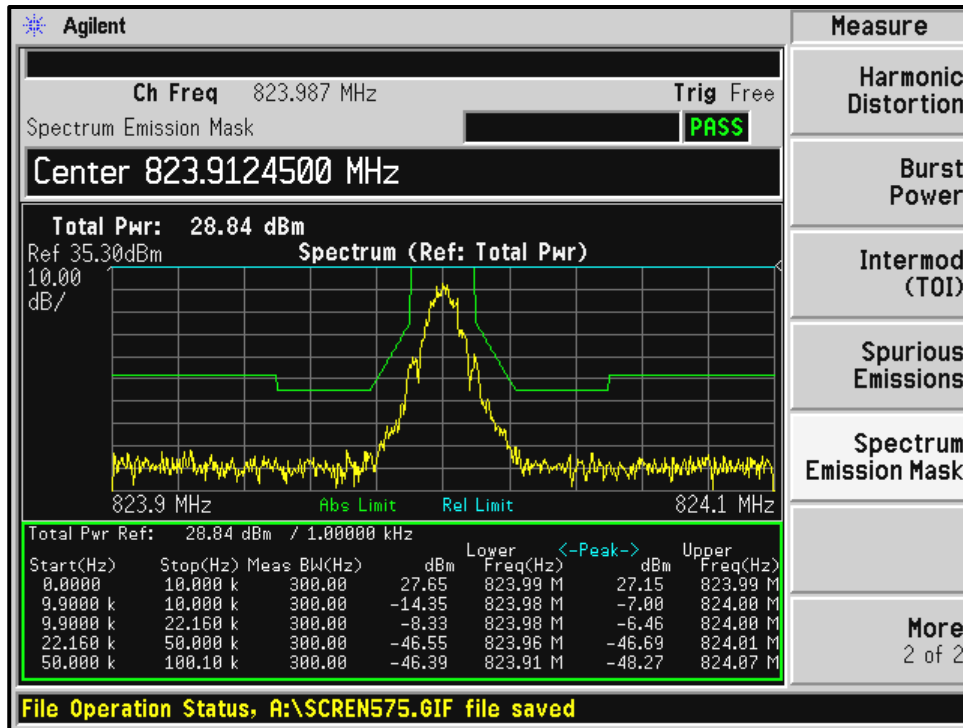 Agilent
Measure
Ch Freq 823.987 MHz Trig Free
Spectrum Emission Mask PASS
Center 823.9124500 MHz
Total Pwr: 28.84 dBm
Ref 35.30dBm Spectrum (Ref: Total Pwr)
10.00
dB/
823.9 MHz Abs Limit Rel Limit 824.1 MHz
Total Pwr Ref: 28.84 dBm / 1.00000 kHz
Lower <-Peak-> Upper
Start(Hz) Stop(Hz) Meas BW(Hz) dBm Freq(Hz) dBm Freq(Hz)
0.0000 10.000 k 300.00 27.65 823.99 M 27.15 823.99 M
9.9000 k 10.000 k 300.00 -14.35 823.98 M -7.00 824.00 M
9.9000 k 22.160 k 300.00 -8.33 823.98 M -6.46 824.00 M
22.160 k 50.000 k 300.00 -46.55 823.96 M -46.69 824.01 M
50.000 k 100.10 k 300.00 -46.39 823.91 M -48.27 824.07 M
File Operation Status, A:\SCREN575.GIF file saved
Harmonic
Distortion
Burst
Power
Intermod
(TOI)
Spurious
Emissions
Spectrum
Emission Mask
More
2 of 2